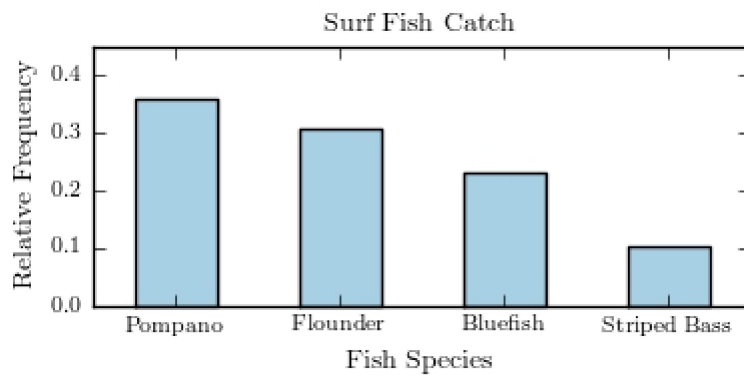 Surf Fish Catch
Relative Frequency
0.4
0.3
0.2
0.1
0.0
Pompano Flounder Bluefish Striped Bass
Fish Species